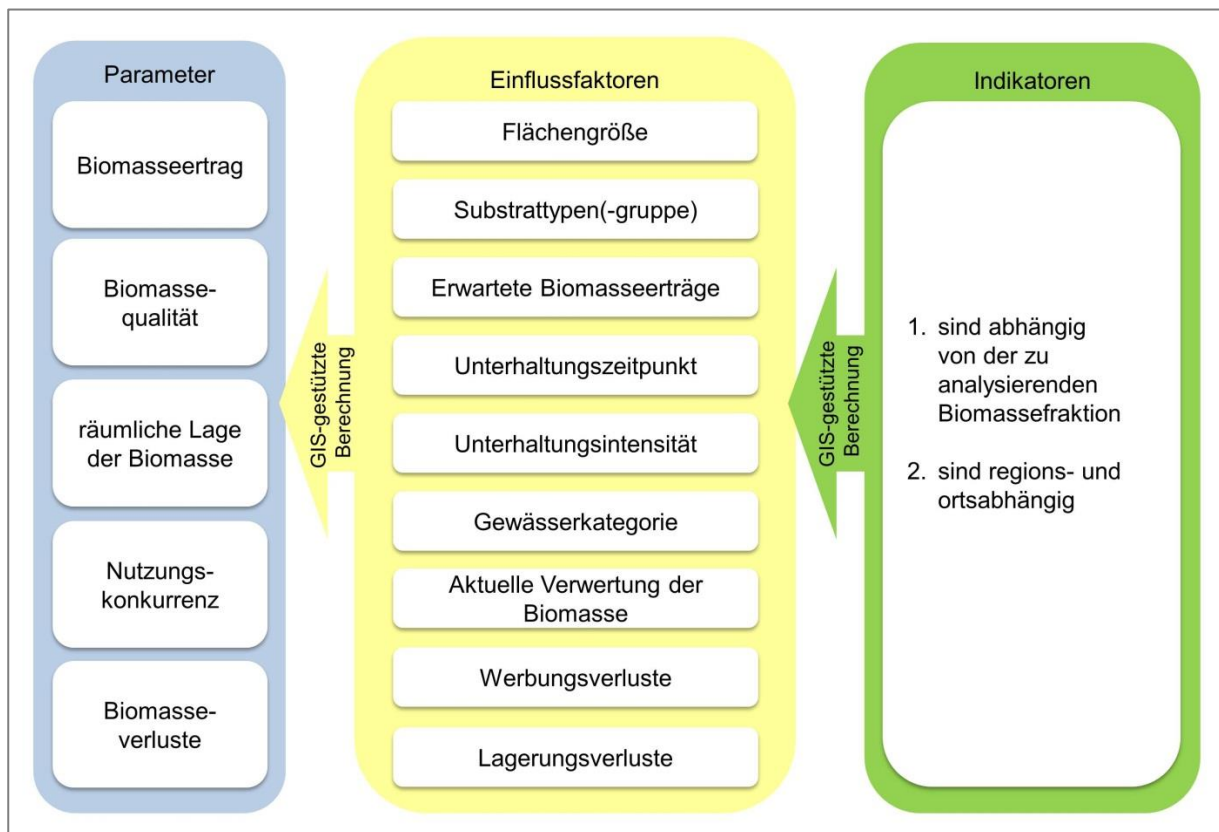 Parameter
Biomasseertrag
Biomasse-
qualität
räumliche Lage
der Biomasse
Nutzungs-
konkurrenz
Biomasse-
verluste
GIS-gestützte
Berechnung
Einflussfaktoren
Flächengröße
Substrattypen(-gruppe)
Erwartete Biomasseerträge
Unterhaltungszeitpunkt
Unterhaltungsintensität
Gewässerkategorie
Aktuelle Verwertung der
Biomasse
Werbungsverluste
Lagerungsverluste
GIS-gestützte
Berechnung
Indikatoren
1. sind abhängig
von der zu
analysierenden
Biomassefraktion
2. sind regions- und
ortsabhängig